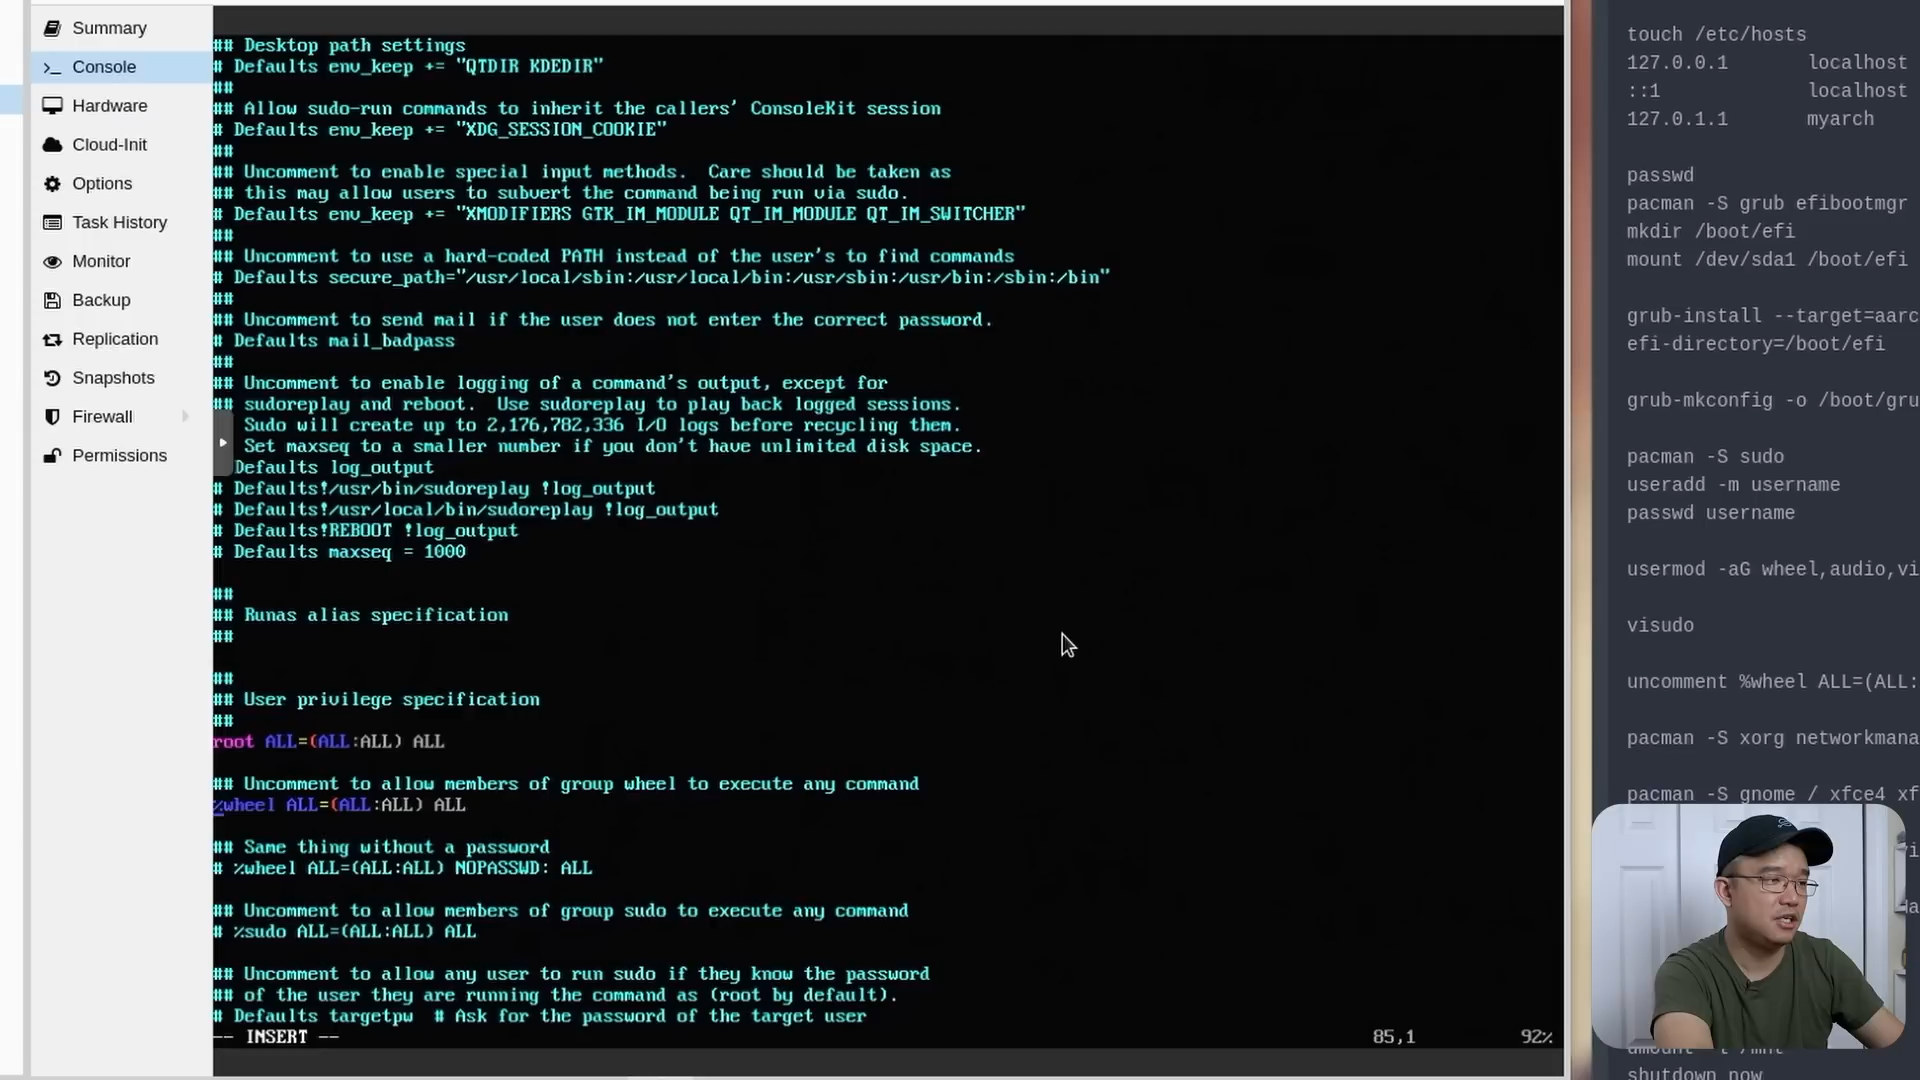 Summary
Console
Hardware
Cloud-Init
Options
Task History
Monitor
Backup
Replication
Snapshots
Firewall
Permissions
## Desktop path settings
# Defaults env_keep += "QTDIR KDEDIR"
##
## Allow sudo-run commands to inherit the callers' ConsoleKit session
# Defaults env_keep += "XDG_SESSION_COOKIE"
##
## Uncomment to enable special input methods.  Care should be taken as
## this may allow users to subvert the command being run via sudo.
# Defaults env_keep += "XMODIFIERS GTK_IM_MODULE QT_IM_MODULE QT_IM_SWITCHER"
##
## Uncomment to use a hard-coded PATH instead of the user's to find commands
# Defaults secure_path="/usr/local/sbin:/usr/local/bin:/usr/sbin:/usr/bin:/sbin:/bin"
##
## Uncomment to send mail if the user does not enter the correct password.
# Defaults mail_badpass
##
## Uncomment to enable logging of a command's output, except for
## sudoreplay and reboot.  Use sudoreplay to play back logged sessions.
Sudo will create up to 2,176,782,336 I/O logs before recycling them.
Set maxseq to a smaller number if you don't have unlimited disk space.
Defaults log_output
# Defaults!/usr/bin/sudoreplay !log_output
# Defaults!/usr/local/bin/sudoreplay !log_output
# Defaults!REBOOT !log_output
# Defaults maxseq = 1000
##
## Runas alias specification
##
##
## User privilege specification
##
root ALL=(ALL:ALL) ALL
## Uncomment to allow members of group wheel to execute any command
%wheel ALL=(ALL:ALL) ALL
## Same thing without a password
# %wheel ALL=(ALL:ALL) NOPASSWD: ALL
## Uncomment to allow members of group sudo to execute any command
# %sudo ALL=(ALL:ALL) ALL
## Uncomment to allow any user to run sudo if they know the password
## of the user they are running the command as (root by default).
# Defaults targetpw  # Ask for the password of the target user
-- INSERT --
85,1
92%
touch /etc/hosts
127.0.0.1 localhost
::1 localhost
127.0.1.1 myarch
passwd
pacman -S grub efibootmgr
mkdir /boot/efi
mount /dev/sda1 /boot/efi
grub-install --target=aarc
efi-directory=/boot/efi
grub-mkconfig -o /boot/gru
pacman -S sudo
useradd -m username
passwd username
usermod -aG wheel,audio,vi
visudo
uncomment %wheel ALL=(ALL:
pacman -S xorg networkmana
pacman -S gnome / xfce4 xf
shutdown now